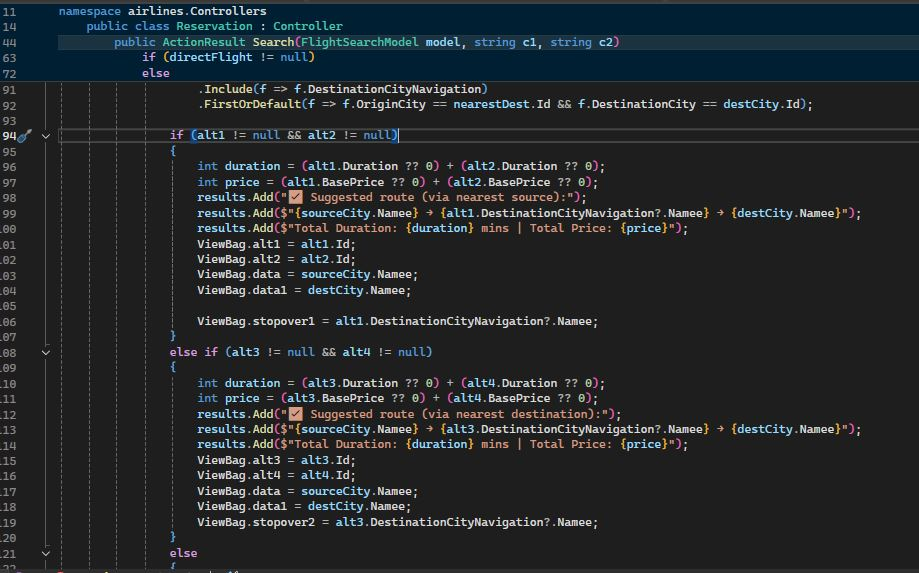 11 namespace airlines.Controllers
14 public class Reservation : Controller
44 public ActionResult Search(FlightSearchModel model, string c1, string c2)
63 if (directFlight != null)
72 else
91 .Include(f => f.DestinationCityNavigation)
92 .FirstOrDefault(f => f.OriginCity == nearestDest.Id && f.DestinationCity == destCity.Id);
93
94 if (alt1 != null && alt2 != null)
95 {
96 int duration = (alt1.Duration ?? 0) + (alt2.Duration ?? 0);
97 int price = (alt1.BasePrice ?? 0) + (alt2.BasePrice ?? 0);
98 results.Add("✅ Suggested route (via nearest source):");
99 results.Add($"{sourceCity.Namee} → {alt1.DestinationCityNavigation?.Namee} → {destCity.Namee}");
100 results.Add($"Total Duration: {duration} mins | Total Price: {price}");
101 ViewBag.alt1 = alt1.Id;
102 ViewBag.alt2 = alt2.Id;
103 ViewBag.data = sourceCity.Namee;
104 ViewBag.data1 = destCity.Namee;
105
106 ViewBag.stopover1 = alt1.DestinationCityNavigation?.Namee;
107 }
108 else if (alt3 != null && alt4 != null)
109 {
110 int duration = (alt3.Duration ?? 0) + (alt4.Duration ?? 0);
111 int price = (alt3.BasePrice ?? 0) + (alt4.BasePrice ?? 0);
112 results.Add("✅ Suggested route (via nearest destination):");
113 results.Add($"{sourceCity.Namee} → {alt3.DestinationCityNavigation?.Namee} → {destCity.Namee}");
114 results.Add($"Total Duration: {duration} mins | Total Price: {price}");
115 ViewBag.alt3 = alt3.Id;
116 ViewBag.alt4 = alt4.Id;
117 ViewBag.data = sourceCity.Namee;
118 ViewBag.data1 = destCity.Namee;
119 ViewBag.stopover2 = alt3.DestinationCityNavigation?.Namee;
120 }
121 else
122 {